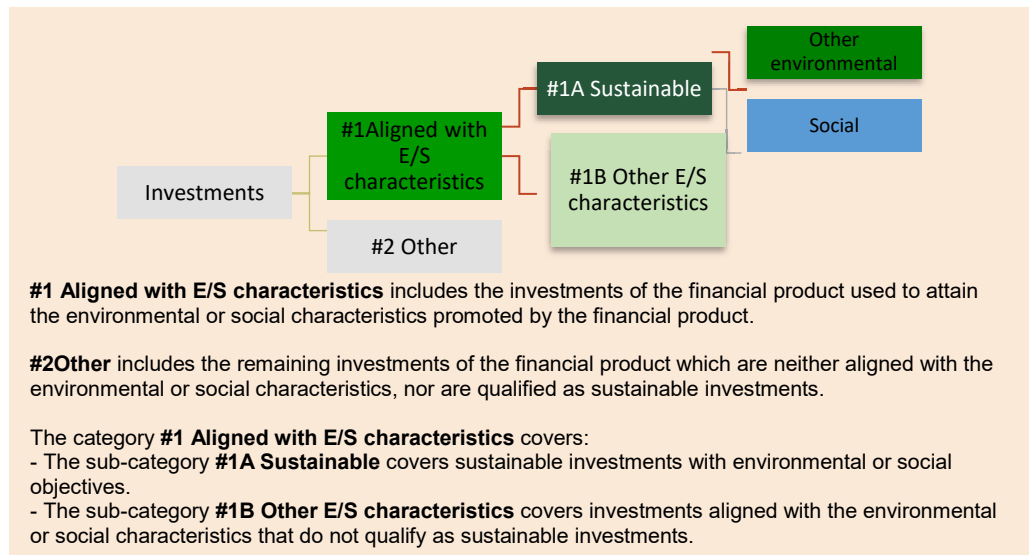 Other
environmental
#1A Sustainable
Social
#1Aligned with
E/S
characteristics
#1B Other E/S
characteristics
Investments
#2 Other
#1 Aligned with E/S characteristics includes the investments of the financial product used to attain
the environmental or social characteristics promoted by the financial product.
#2Other includes the remaining investments of the financial product which are neither aligned with the
environmental or social characteristics, nor are qualified as sustainable investments.
The category #1 Aligned with E/S characteristics covers:
- The sub-category #1A Sustainable covers sustainable investments with environmental or social
objectives.
- The sub-category #1B Other E/S characteristics covers investments aligned with the environmental
or social characteristics that do not qualify as sustainable investments.